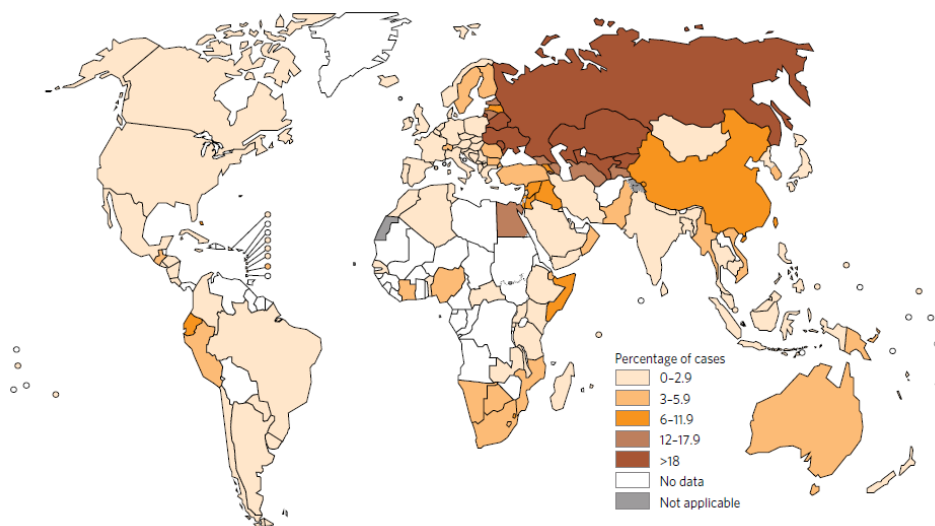 Percentage of cases
0–2.9
3–5.9
6–11.9
12–17.9
>18
No data
Not applicable